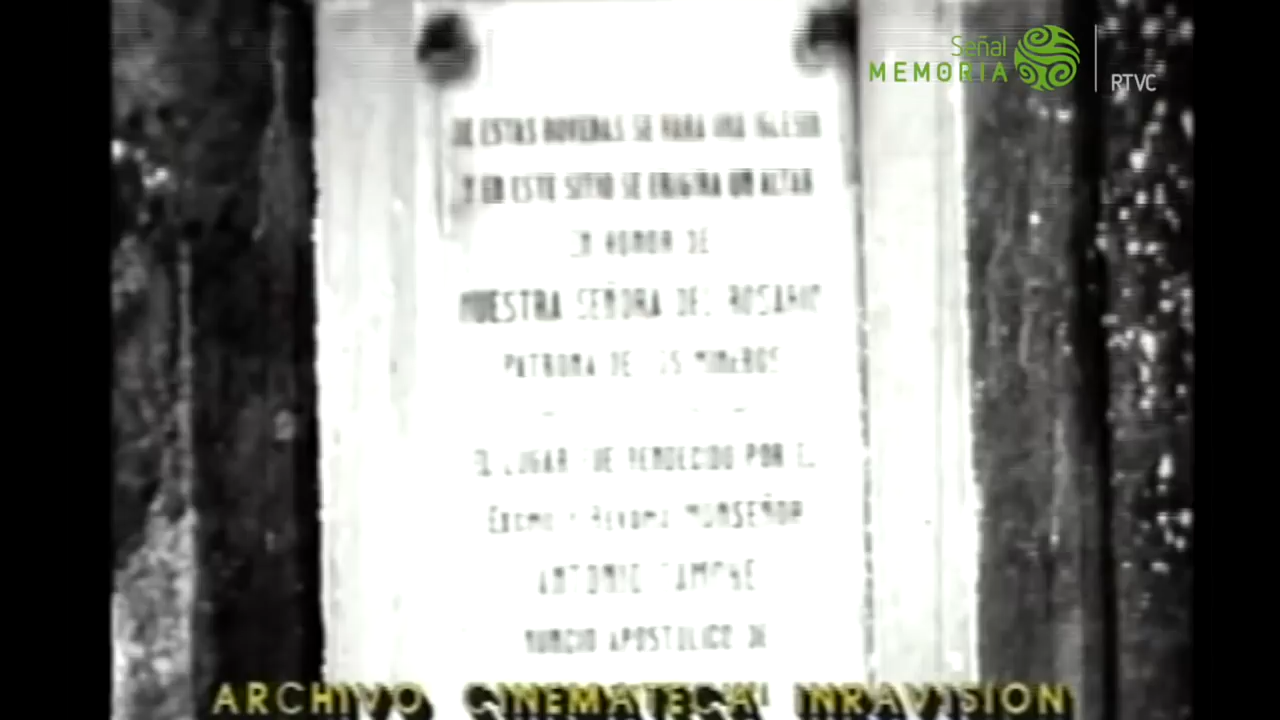 Señal
MEMORIA
RTVC
DE ESTAS BOVEDAS SE HARA UNA IGLESIA
Y EN ESTE SITIO SE ERIGIRA UN ALTAR
EN HONOR DE
NUESTRA SEÑORA DEL ROSARIO
PATRONA DE LOS MINEROS
EL LUGAR FUE BENDECIDO POR EL
MONSEÑOR
ANTONIO
NUNCIO APOSTOLICO DE
ARCHIVO CINEMATECA INRAVISION